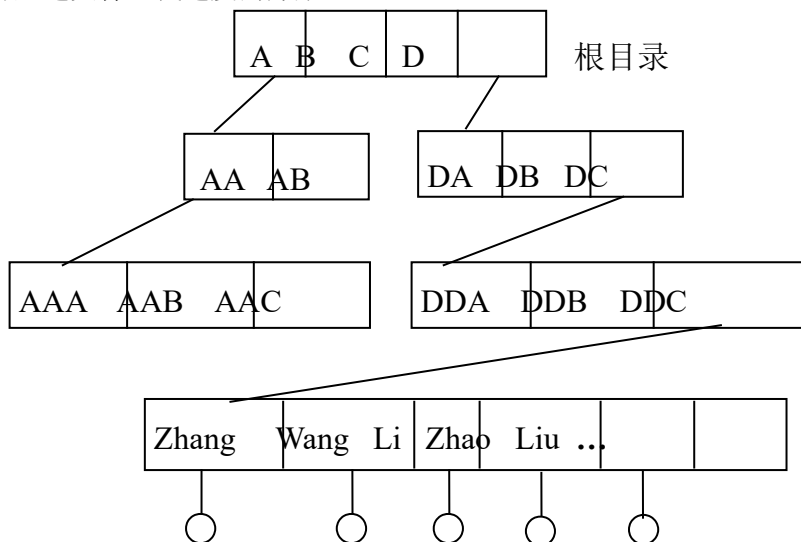 A B C D 根目录
AA AB DA DB DC
AAA AAB AAC DDA DDB DDC
Zhang Wang Li Zhao Liu ...